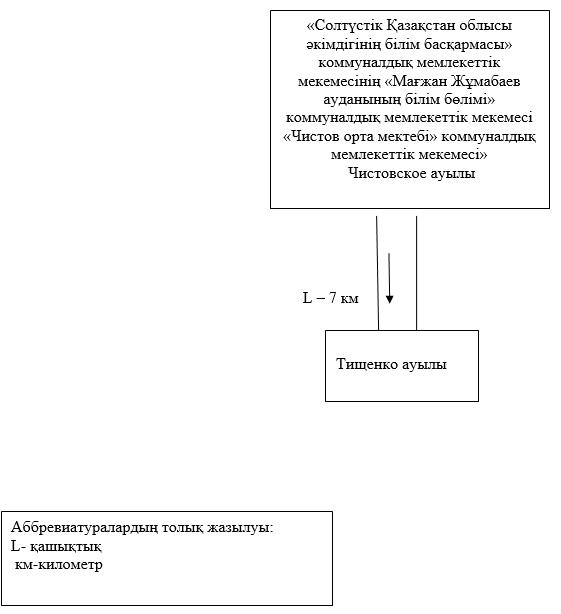 «Солтүстік Қазақстан облысы
әкімдігінің білім басқармасы»
коммуналдық мемлекеттік
мекемесінің «Мағжан Жұмабаев
ауданының білім бөлімі»
коммуналдық мемлекеттік мекемесі
«Чистов орта мектебі» коммуналдық
мемлекеттік мекемесі»
Чистовское ауылы
L – 7 км
Тищенко ауылы
Аббревиатуралардың толық жазылуы:
L- қашықтық
км-километр